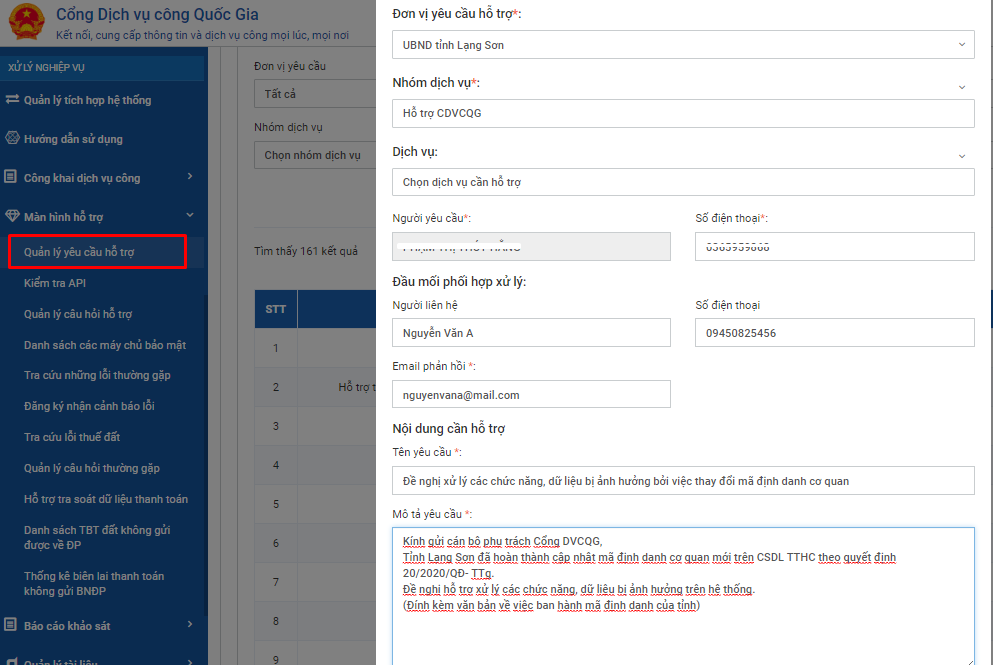 Cổng Dịch vụ công Quốc Gia
Kết nối, cung cấp thông tin và dịch vụ công mọi lúc, mọi nơi
XỬ LÝ NGHIỆP VỤ
Quản lý tích hợp hệ thống
Hướng dẫn sử dụng
Công khai dịch vụ công
Màn hình hỗ trợ
Quản lý yêu cầu hỗ trợ
Kiểm tra API
Quản lý câu hỏi hỗ trợ
Danh sách các máy chủ bảo mật
Tra cứu những lỗi thường gặp
Đăng ký nhận cảnh báo lỗi
Tra cứu lỗi thuế đất
Quản lý câu hỏi thường gặp
Hỗ trợ tra soát dữ liệu thanh toán
Danh sách TBT đất không gửi
được về ĐP
Thống kê biên lai thanh toán
không gửi BNĐP
Báo cáo khảo sát
Quản lý tài liệu
Đơn vị yêu cầu
Tất cả
Nhóm dịch vụ
Chọn nhóm dịch vụ
Tìm thấy 161 kết quả
STT
1
2
Hỗ trợ t
3
4
5
6
7
8
9
Đơn vị yêu cầu hỗ trợ*:
UBND tỉnh Lạng Sơn
Nhóm dịch vụ*:
Hỗ trợ CDVCQG
Dịch vụ:
Chọn dịch vụ cần hỗ trợ
Người yêu cầu*:
Số điện thoại*:
Đầu mối phối hợp xử lý:
Người liên hệ
Số điện thoại
Nguyễn Văn A
09450825456
Email phản hồi *:
nguyenvana@mail.com
Nội dung cần hỗ trợ
Tên yêu cầu *:
Đề nghị xử lý các chức năng, dữ liệu bị ảnh hưởng bởi việc thay đổi mã định danh cơ quan
Mô tả yêu cầu *:
Kính gửi cán bộ phụ trách Cổng DVCQG,
Tỉnh Lạng Sơn đã hoàn thành cập nhật mã định danh cơ quan mới trên CSDL TTHC theo quyết định
20/2020/QĐ- TTg.
Đề nghị hỗ trợ xử lý các chức năng, dữ liệu bị ảnh hưởng trên hệ thống.
(Đính kèm văn bản về việc ban hành mã định danh của tỉnh)